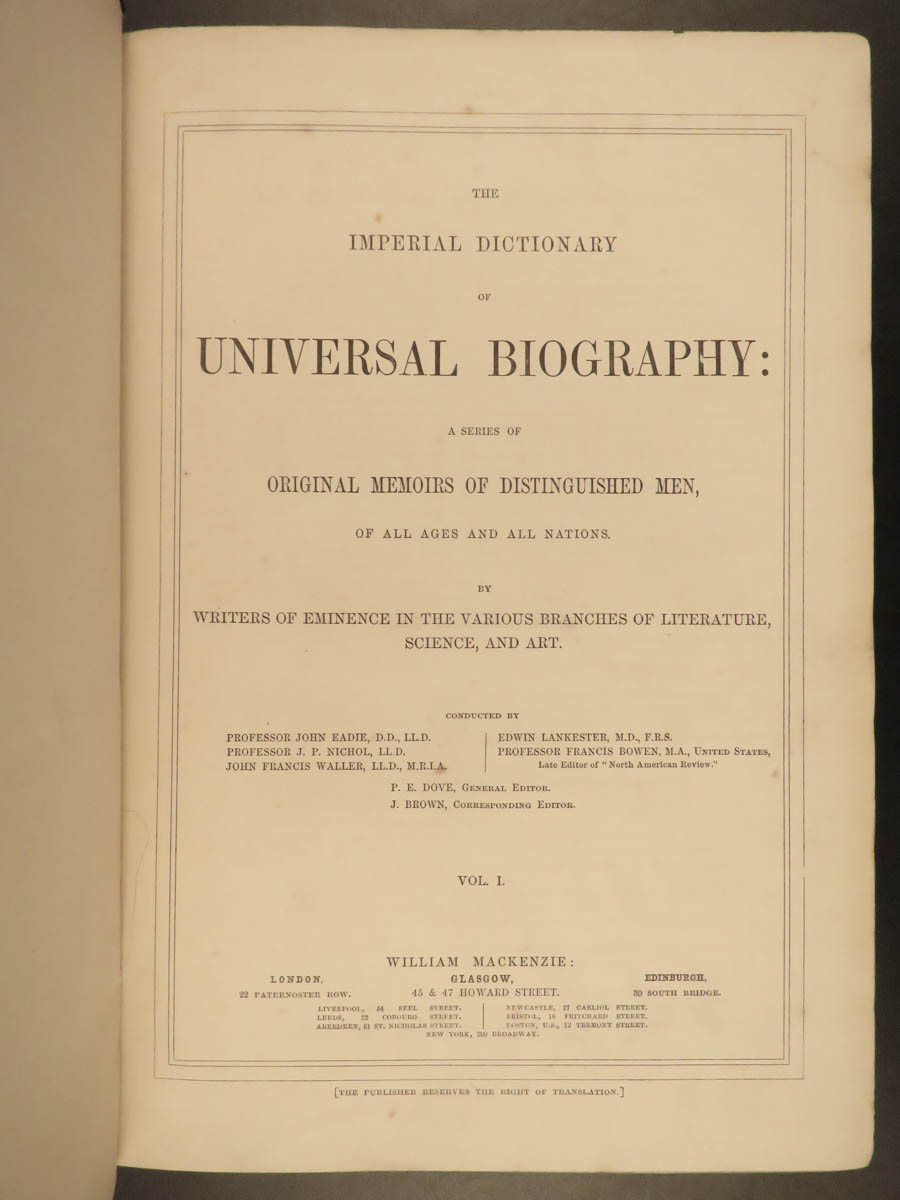 THE
IMPERIAL DICTIONARY
OF
UNIVERSAL BIOGRAPHY:
A SERIES OF
ORIGINAL MEMOIRS OF DISTINGUISHED MEN,
OF ALL AGES AND ALL NATIONS.
BY
WRITERS OF EMINENCE IN THE VARIOUS BRANCHES OF LITERATURE,
SCIENCE, AND ART.
CONDUCTED BY
PROFESSOR JOHN EADIE, D.D., LL.D.
PROFESSOR J. P. NICHOL, LL.D.
JOHN FRANCIS WALLER, LL.D., M.R.I.A.
EDWIN LANKESTER, M.D., F.R.S.
PROFESSOR FRANCIS BOWEN, M.A., UNITED STATES,
Late Editor of "North American Review."
P. E. DOVE, GENERAL EDITOR.
J. BROWN, CORRESPONDING EDITOR.
VOL. I.
WILLIAM MACKENZIE:
LONDON, GLASGOW, EDINBURGH,
22 PATERNOSTER ROW. 45 & 47 HOWARD STREET. 39 SOUTH BRIDGE.
LIVERPOOL, 54 SEEL STREET.
LEEDS, 22 COBOURG STREET.
ABERDEEN, 61 ST. NICHOLAS STREET.
NEWCASTLE, 27 CARLIOL STREET.
BRISTOL, 18 PRITCHARD STREET.
BOSTON, U.S., 12 TREMONT STREET.
NEW YORK, 290 BROADWAY.
[THE PUBLISHER RESERVES THE RIGHT OF TRANSLATION.]